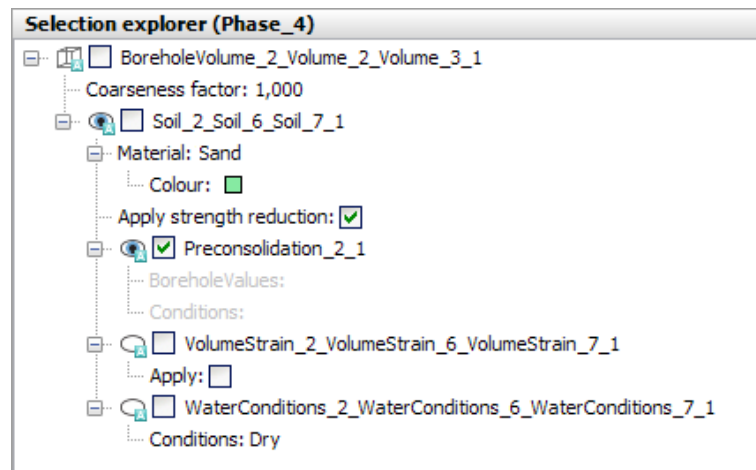 Selection explorer (Phase_4)
BoreholeVolume_2_Volume_2_Volume_3_1
Coarseness factor: 1,000
Soil_2_Soil_6_Soil_7_1
Material: Sand
Colour:
Apply strength reduction:
Preconsolidation_2_1
BoreholeValues:
Conditions:
VolumeStrain_2_VolumeStrain_6_VolumeStrain_7_1
Apply:
WaterConditions_2_WaterConditions_6_WaterConditions_7_1
Conditions: Dry